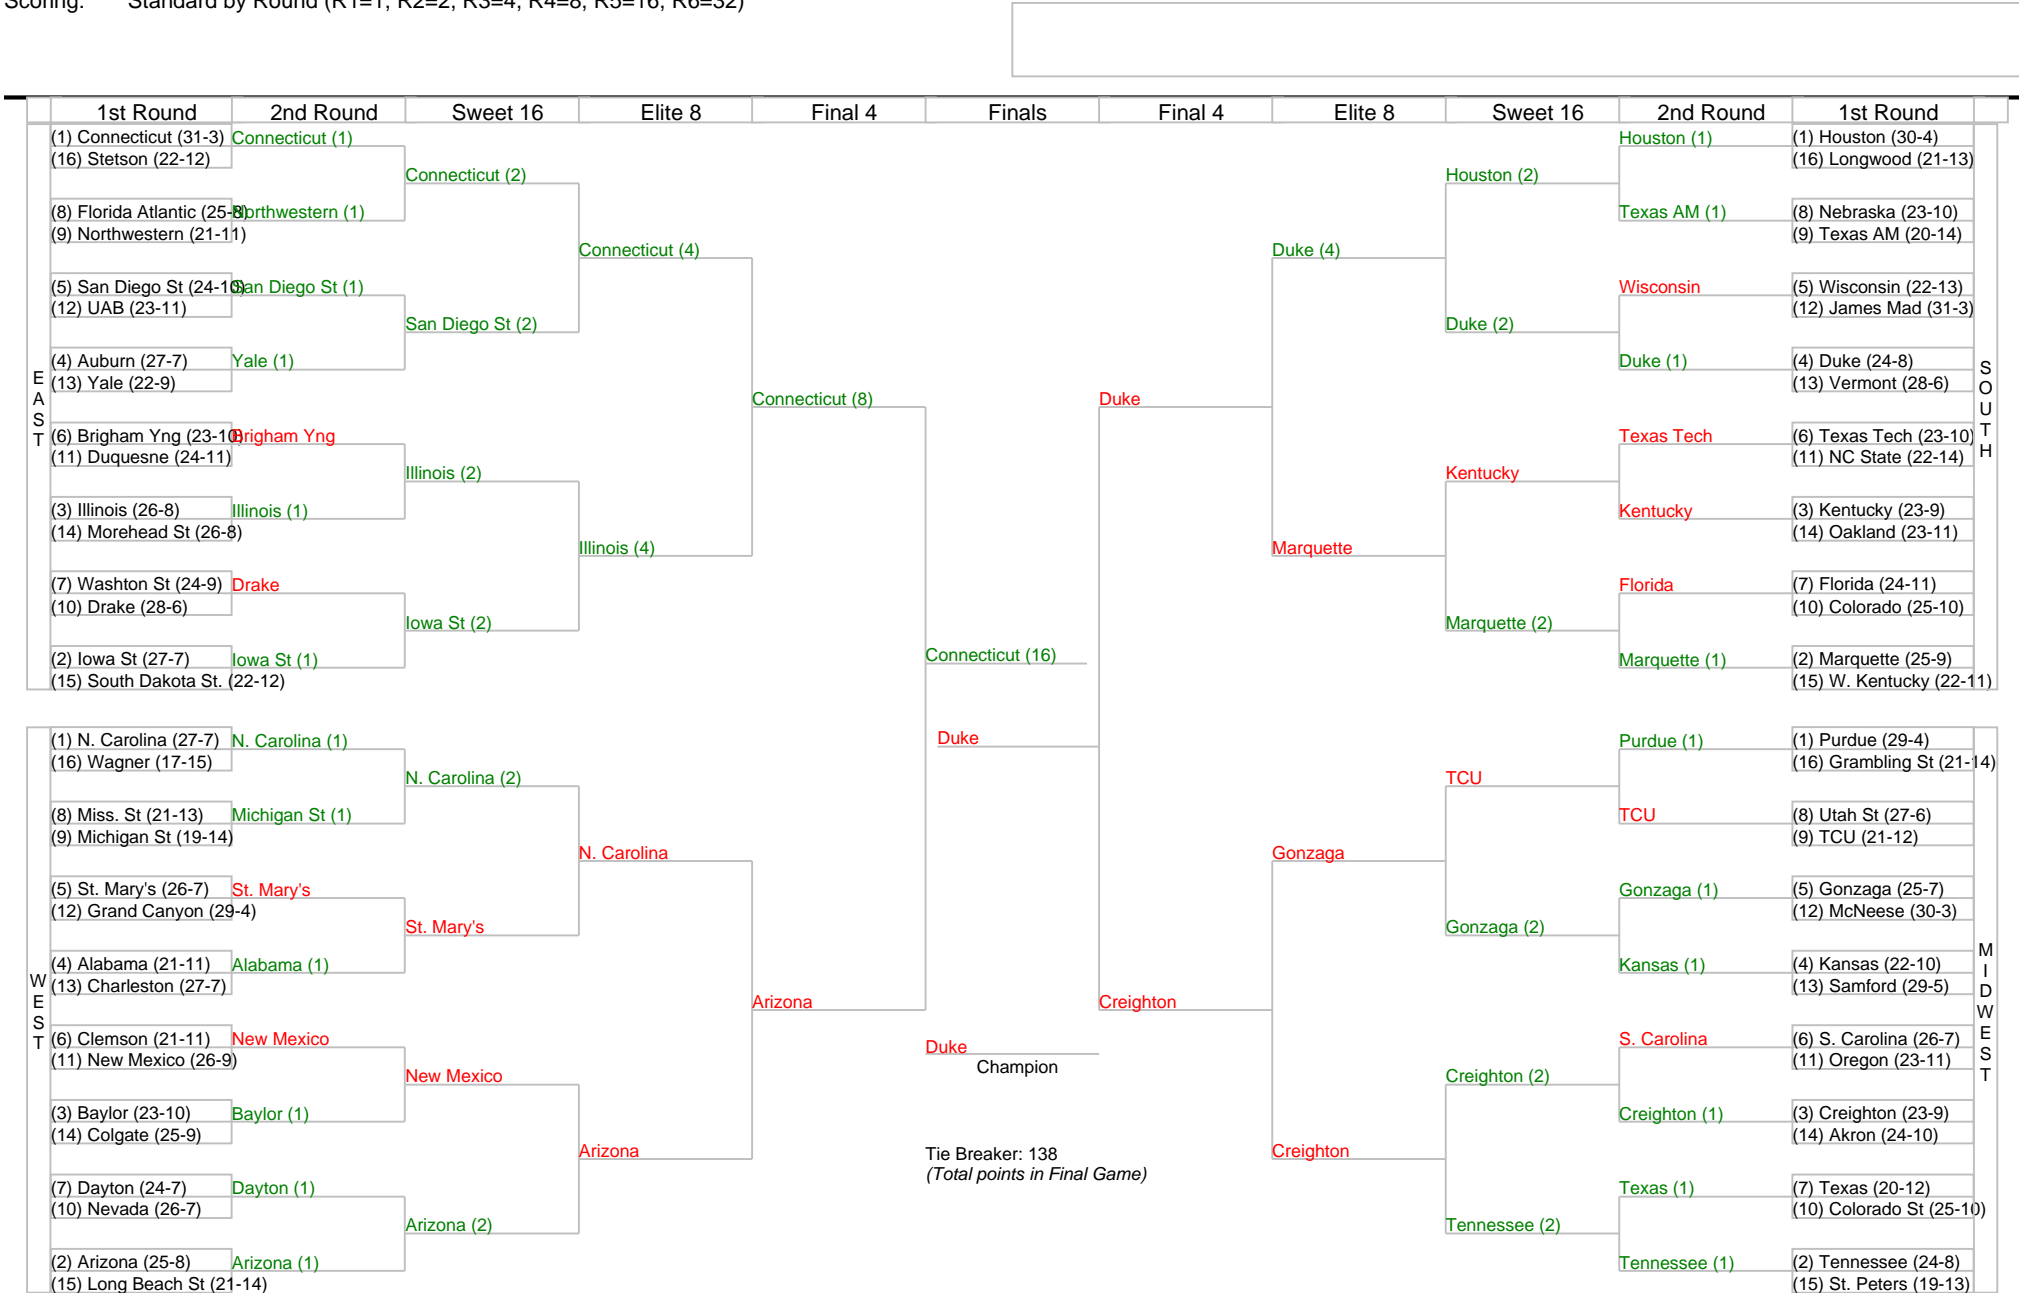 Scoring: Standard by Round (R1=1, R2=2, R3=4, R4=8, R5=16, R6=32)
1st Round 2nd Round Sweet 16 Elite 8 Final 4 Finals Final 4 Elite 8 Sweet 16 2nd Round 1st Round
EAST
(1) Connecticut (31-3)
(16) Stetson (22-12)
(8) Florida Atlantic (25-8)
(9) Northwestern (21-11)
(5) San Diego St (24-10)
(12) UAB (23-11)
(4) Auburn (27-7)
(13) Yale (22-9)
(6) Brigham Yng (23-10)
(11) Duquesne (24-11)
(3) Illinois (26-8)
(14) Morehead St (26-8)
(7) Washton St (24-9)
(10) Drake (28-6)
(2) Iowa St (27-7)
(15) South Dakota St. (22-12)
Connecticut (1)
Northwestern (1)
San Diego St (1)
Yale (1)
Brigham Yng
Illinois (1)
Drake
Iowa St (1)
Connecticut (2)
San Diego St (2)
Illinois (2)
Iowa St (2)
Connecticut (4)
Illinois (4)
Connecticut (8)
WEST
(1) N. Carolina (27-7)
(16) Wagner (17-15)
(8) Miss. St (21-13)
(9) Michigan St (19-14)
(5) St. Mary's (26-7)
(12) Grand Canyon (29-4)
(4) Alabama (21-11)
(13) Charleston (27-7)
(6) Clemson (21-11)
(11) New Mexico (26-9)
(3) Baylor (23-10)
(14) Colgate (25-9)
(7) Dayton (24-7)
(10) Nevada (26-7)
(2) Arizona (25-8)
(15) Long Beach St (21-14)
N. Carolina (1)
Michigan St (1)
St. Mary's
Alabama (1)
New Mexico
Baylor (1)
Dayton (1)
Arizona (1)
N. Carolina (2)
St. Mary's
New Mexico
Arizona (2)
N. Carolina
Arizona
Arizona
Connecticut (16)
Duke
Duke
Champion
Tie Breaker: 138
(Total points in Final Game)
Duke
Creighton
Duke (4)
Marquette
Houston (2)
Duke (2)
Kentucky
Marquette (2)
Houston (1)
Texas AM (1)
Wisconsin
Duke (1)
Texas Tech
Kentucky
Florida
Marquette (1)
(1) Houston (30-4)
(16) Longwood (21-13)
(8) Nebraska (23-10)
(9) Texas AM (20-14)
(5) Wisconsin (22-13)
(12) James Mad (31-3)
(4) Duke (24-8)
(13) Vermont (28-6)
(6) Texas Tech (23-10)
(11) NC State (22-14)
(3) Kentucky (23-9)
(14) Oakland (23-11)
(7) Florida (24-11)
(10) Colorado (25-10)
(2) Marquette (25-9)
(15) W. Kentucky (22-11)
SOUTH
Gonzaga
Creighton
TCU
Gonzaga (2)
Creighton (2)
Tennessee (2)
Purdue (1)
TCU
Gonzaga (1)
Kansas (1)
S. Carolina
Creighton (1)
Texas (1)
Tennessee (1)
(1) Purdue (29-4)
(16) Grambling St (21-14)
(8) Utah St (27-6)
(9) TCU (21-12)
(5) Gonzaga (25-7)
(12) McNeese (30-3)
(4) Kansas (22-10)
(13) Samford (29-5)
(6) S. Carolina (26-7)
(11) Oregon (23-11)
(3) Creighton (23-9)
(14) Akron (24-10)
(7) Texas (20-12)
(10) Colorado St (25-10)
(2) Tennessee (24-8)
(15) St. Peters (19-13)
MIDWEST